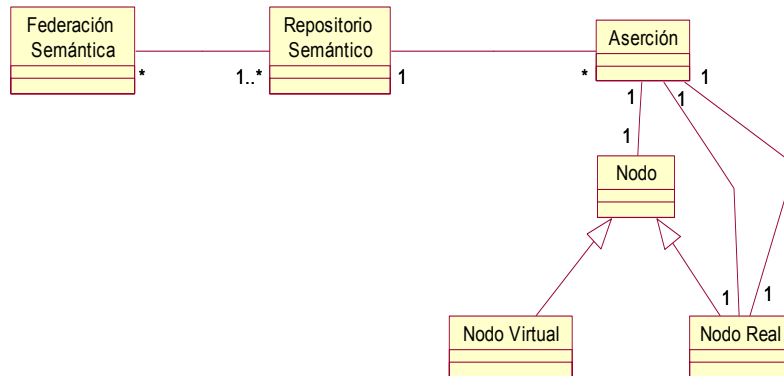 Federación
Semántica
Repositorio
Semántico
Aserción
*
1..*
1
*
1
1
1
1
Nodo
1
1
Nodo Virtual
Nodo Real